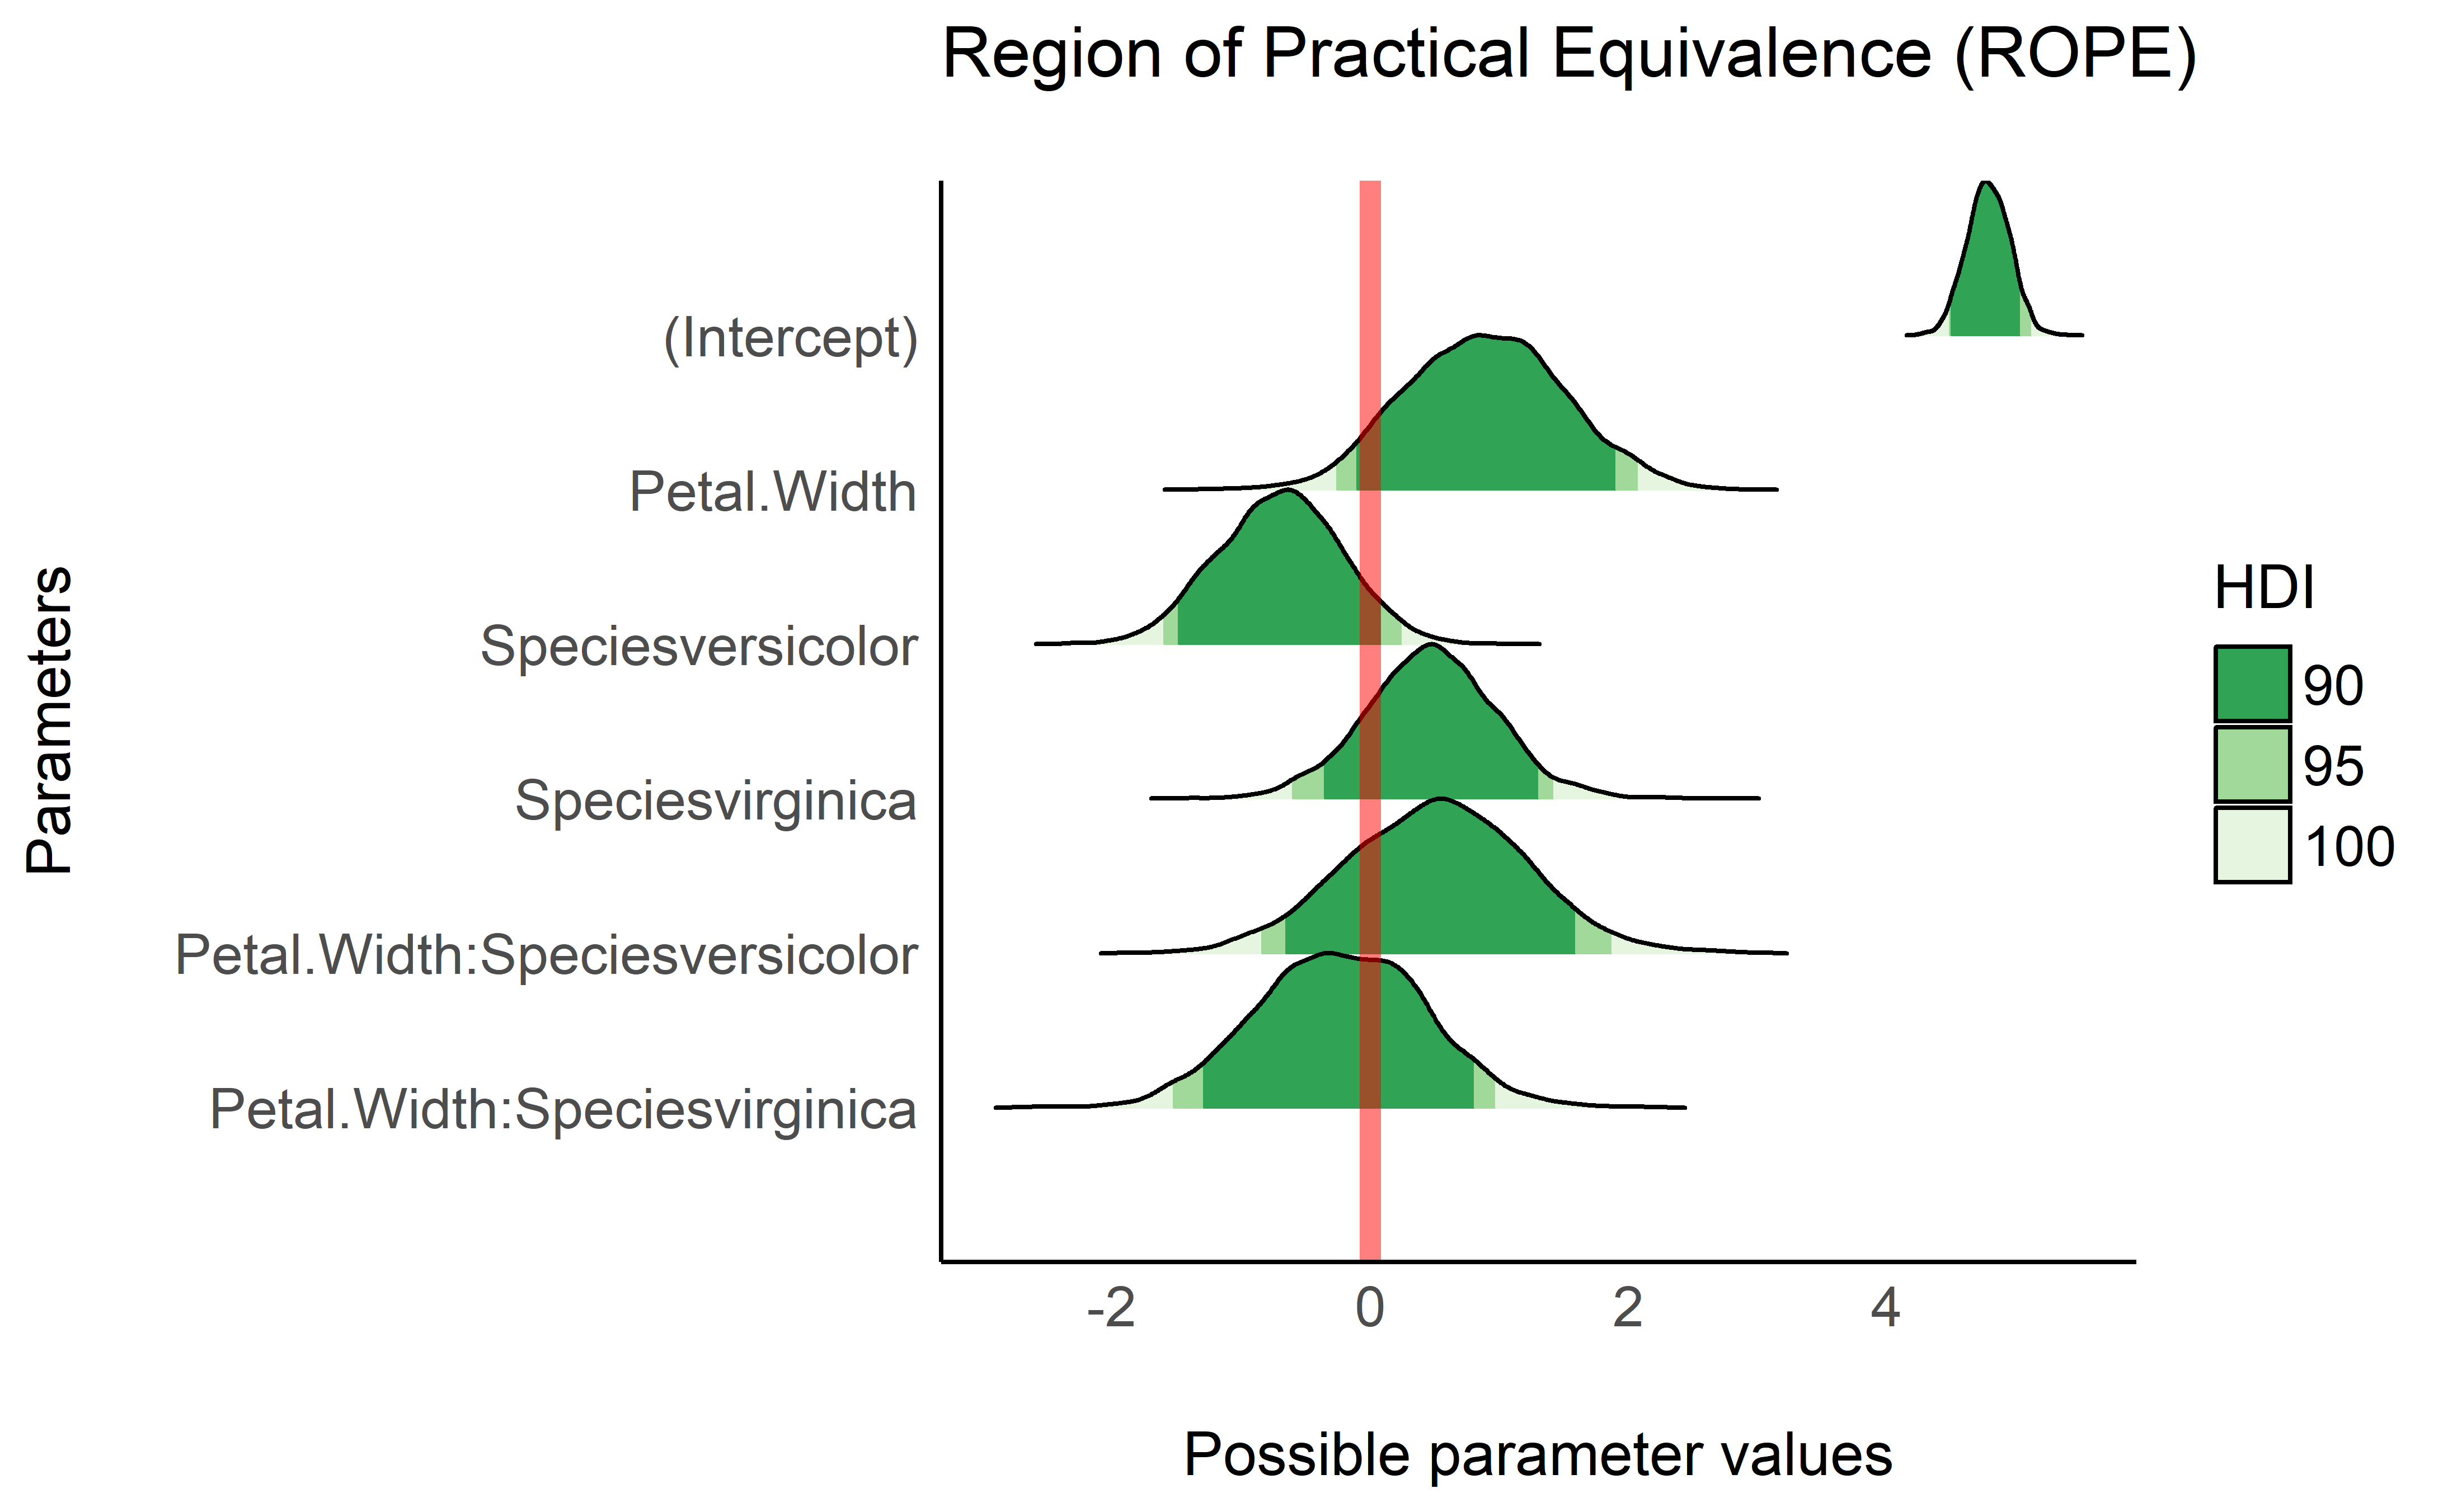 Region of Practical Equivalence (ROPE)
Parameters
(Intercept)
Petal.Width
Speciesversicolor
Speciesvirginica
Petal.Width:Speciesversicolor
Petal.Width:Speciesvirginica
-2 0 2 4
Possible parameter values
HDI
90
95
100